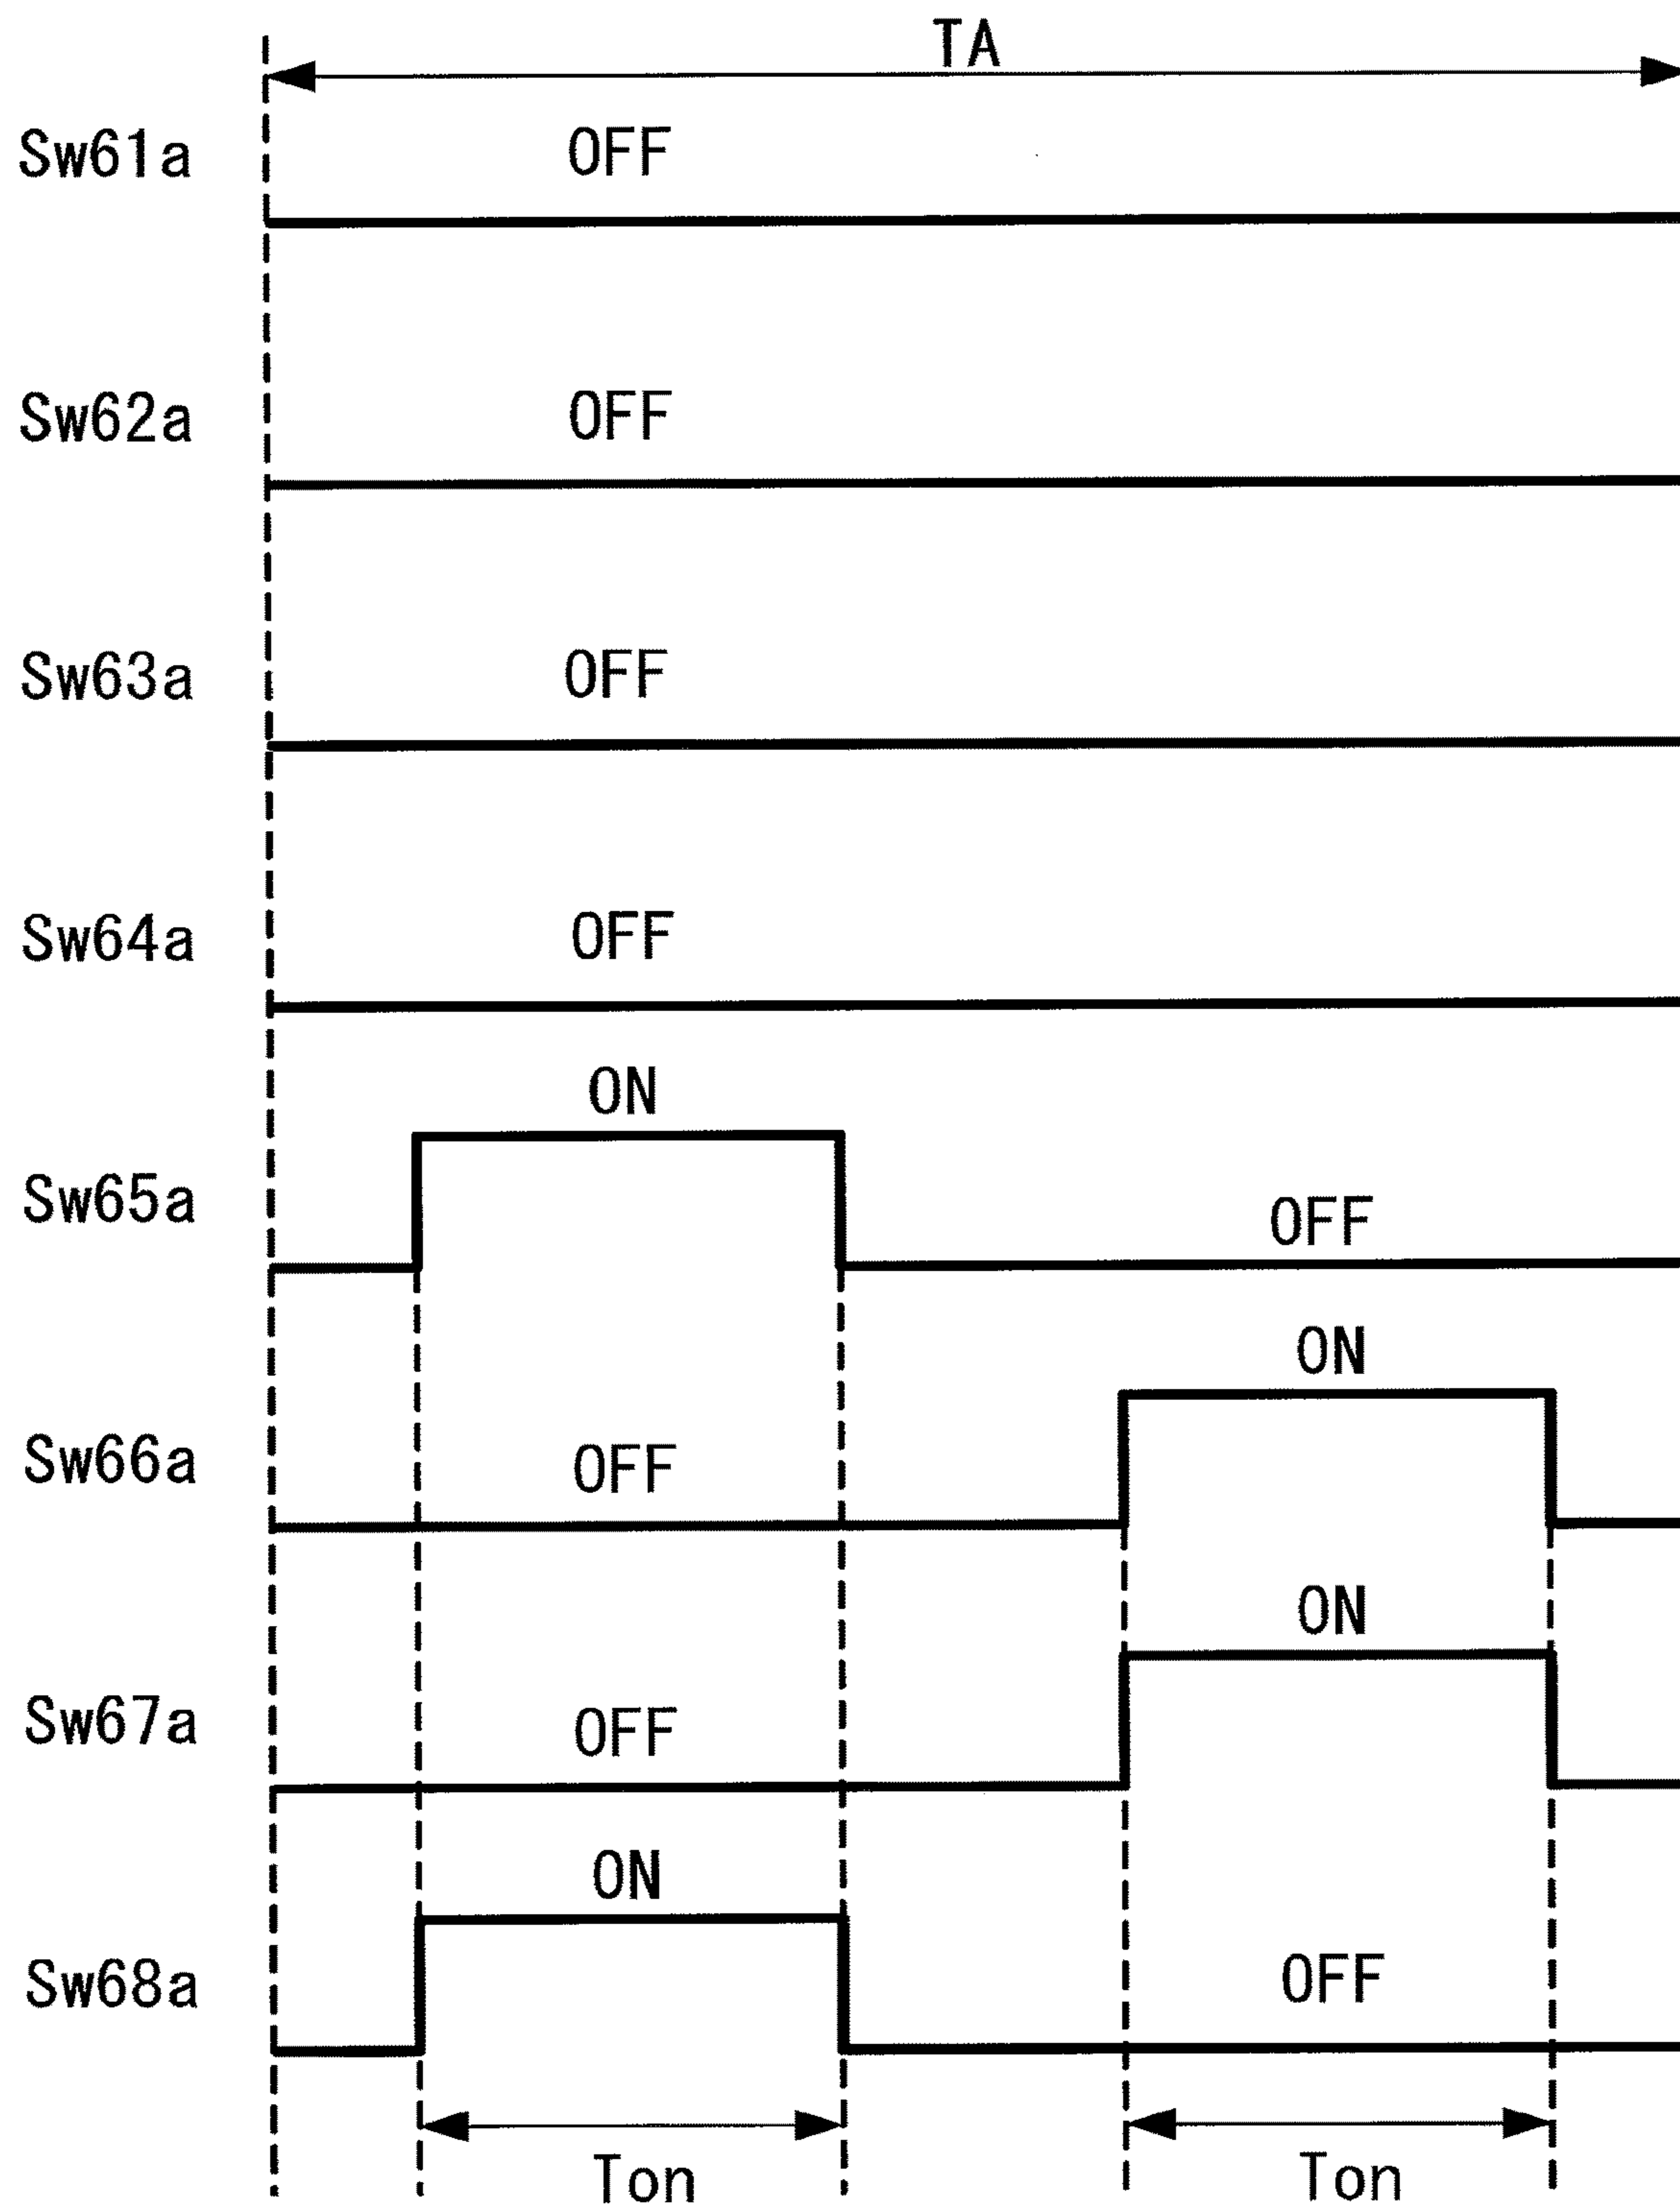 TA
Sw61a OFF
Sw62a OFF
Sw63a OFF
Sw64a OFF
ON
Sw65a OFF
ON
Sw66a OFF
ON
Sw67a OFF
ON
Sw68a OFF
Ton Ton